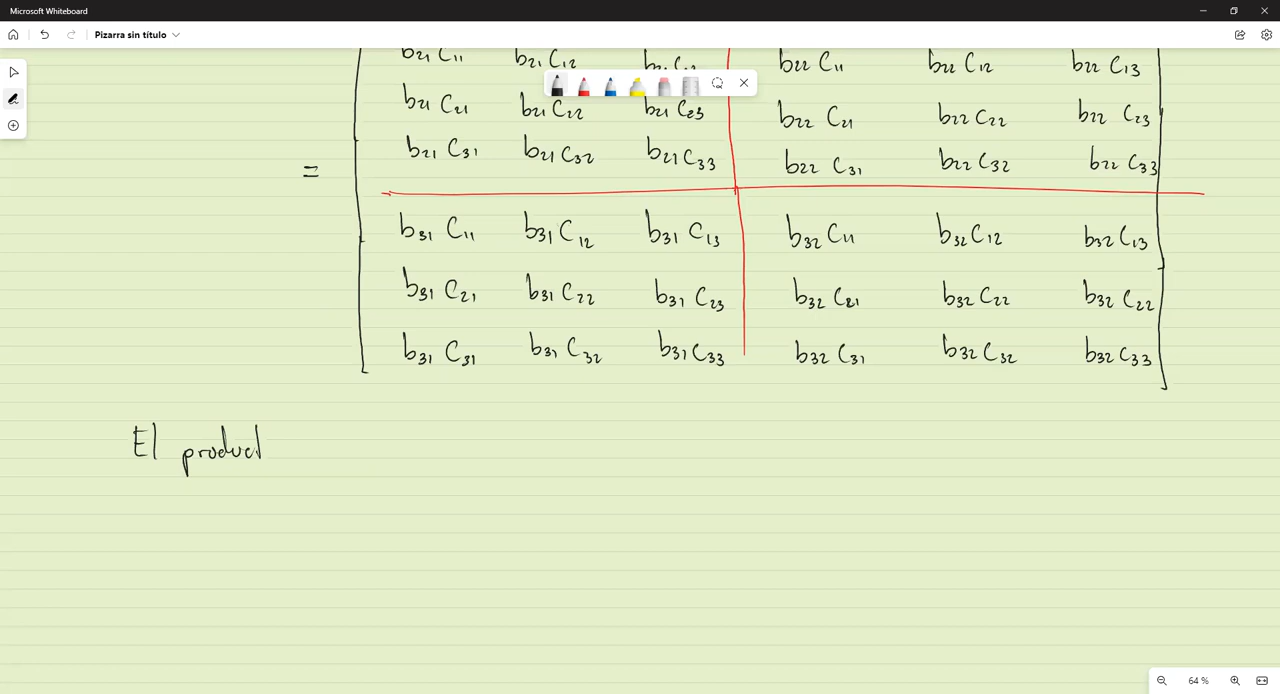 Microsoft Whiteboard
Pizarra sin título
b21 C11 b21 C12 b22 C11 b22 C12 b22 C13
b21 C21 b21 C22 b21 C23 b22 C21 b22 C22 b22 C23
= b21 C31 b21 C32 b21 C33 b22 C31 b22 C32 b22 C33
b31 C11 b31 C12 b31 C13 b32 C11 b32 C12 b32 C13
b31 C21 b31 C22 b31 C23 b32 C21 b32 C22 b32 C22
b31 C31 b31 C32 b31 C33 b32 C31 b32 C32 b32 C33
El product
64 %